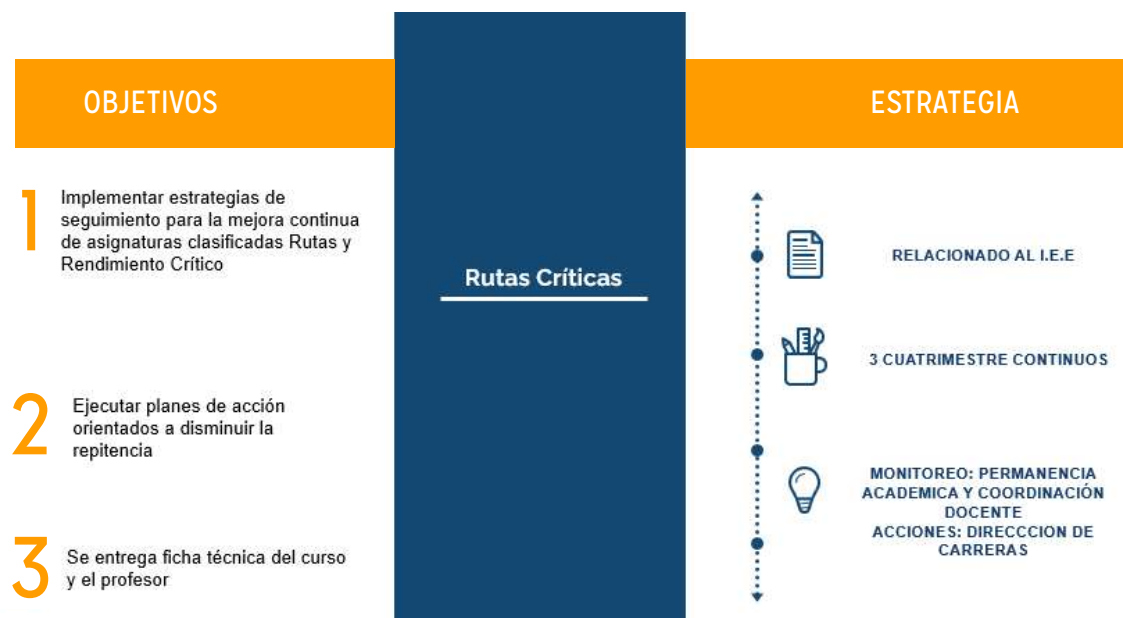 OBJETIVOS
1
Implementar estrategias de
seguimiento para la mejora continua
de asignaturas clasificadas Rutas y
Rendimiento Crítico
2
Ejecutar planes de acción
orientados a disminuir la
repitencia
3
Se entrega ficha técnica del curso
y el profesor
Rutas Críticas
ESTRATEGIA
RELACIONADO AL I.E.E
3 CUATRIMESTRE CONTINUOS
MONITOREO: PERMANENCIA
ACADEMICA Y COORDINACIÓN
DOCENTE
ACCIONES: DIRECCCION DE
CARRERAS